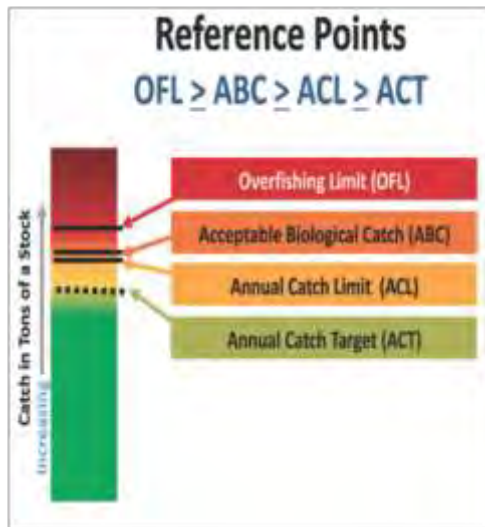 Reference Points
OFL ≥ ABC ≥ ACL ≥ ACT
Overfishing Limit (OFL)
Acceptable Biological Catch (ABC)
Annual Catch Limit (ACL)
Annual Catch Target (ACT)
Catch in Tons of a Stock
Increasing